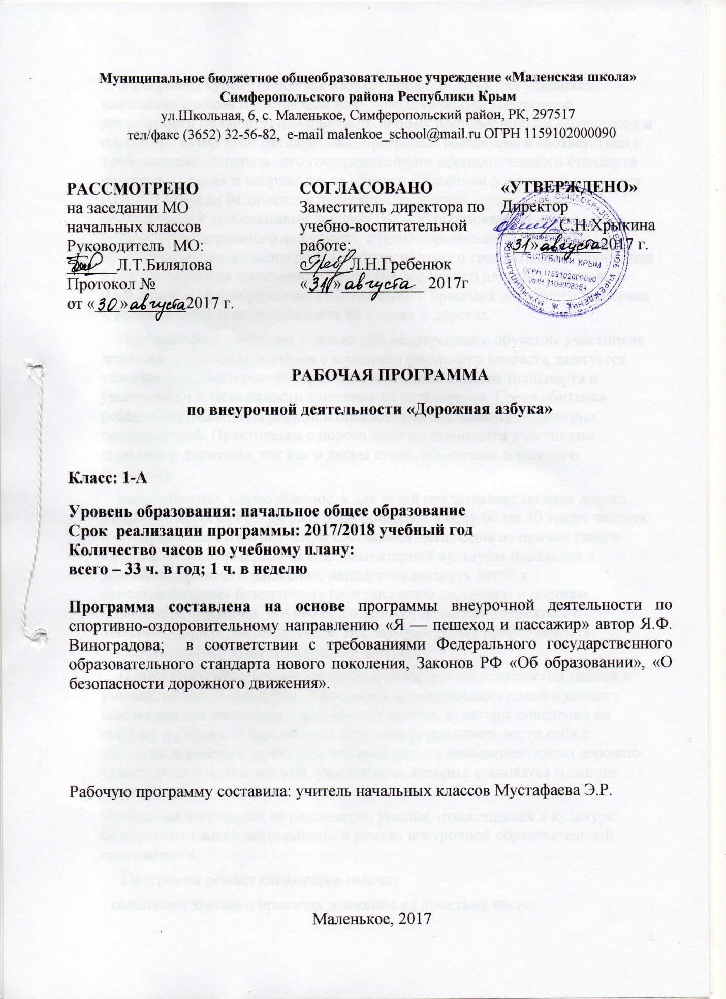 Муниципальное бюджетное общеобразовательное учреждение «Маленская школа»
Симферопольского района Республики Крым
ул.Школьная, 6, с. Маленькое, Симферопольский район, РК, 297517
тел/факс (3652) 32-56-82, e-mail malenkoe_school@mail.ru ОГРН 1159102000090
РАССМОТРЕНО
на заседании МО
начальных классов
Руководитель МО:
______Л.Т.Билялова
Протокол №
от «30» августа 2017 г.
СОГЛАСОВАНО
Заместитель директора по
учебно-воспитательной
работе:
______Л.Н.Гребенюк
«31» августа 2017г
«УТВЕРЖДЕНО»
Директор
______С.Н.Хрыкина
«31» августа 2017 г.
РЕСПУБЛИКИ КРЫМ
ОГРН 1159102000090
ИНН 9109008364
РАБОЧАЯ ПРОГРАММА
по внеурочной деятельности «Дорожная азбука»
Класс: 1-А
Уровень образования: начальное общее образование
Срок реализации программы: 2017/2018 учебный год
Количество часов по учебному плану:
всего – 33 ч. в год; 1 ч. в неделю
Программа составлена на основе программы внеурочной деятельности по
спортивно-оздоровительному направлению «Я — пешеход и пассажир» автор Я.Ф.
Виноградова; в соответствии с требованиями Федерального государственного
образовательного стандарта нового поколения, Законов РФ «Об образовании», «О
безопасности дорожного движения».
Рабочую программу составила: учитель начальных классов Мустафаева Э.Р.
Маленькое, 2017